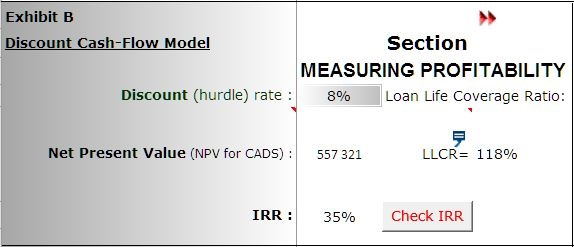 Exhibit B
Discount Cash-Flow Model
Section
MEASURING PROFITABILITY
Discount (hurdle) rate : 8% Loan Life Coverage Ratio:
Net Present Value (NPV for CADS) : 557 321 LLCR= 118%
IRR : 35% Check IRR